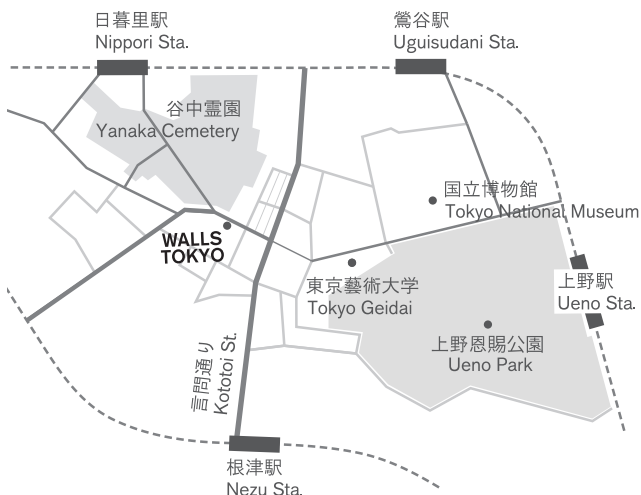 日暮里駅
Nippori Sta.
鶯谷駅
Uguisudani Sta.
谷中霊園
Yanaka Cemetery
国立博物館
Tokyo National Museum
WALLS
TOKYO
東京藝術大学
Tokyo Geidai
上野駅
Ueno Sta.
上野恩賜公園
Ueno Park
言問通り
Kototoi St.
根津駅
Nezu Sta.